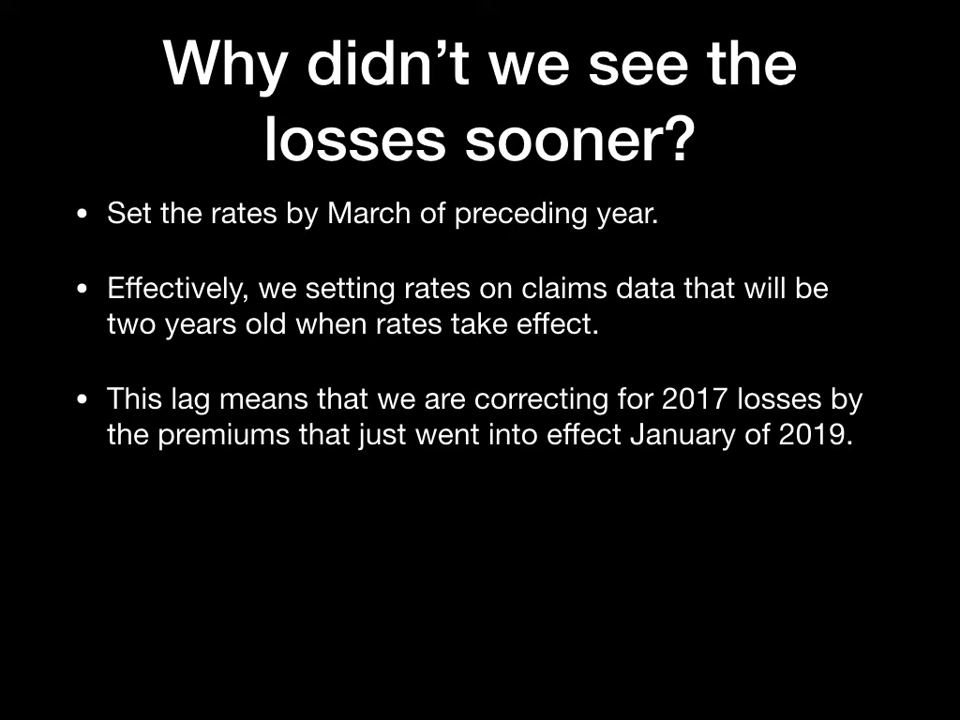 Why didn’t we see the
losses sooner?
• Set the rates by March of preceding year.
• Effectively, we setting rates on claims data that will be
two years old when rates take effect.
• This lag means that we are correcting for 2017 losses by
the premiums that just went into effect January of 2019.